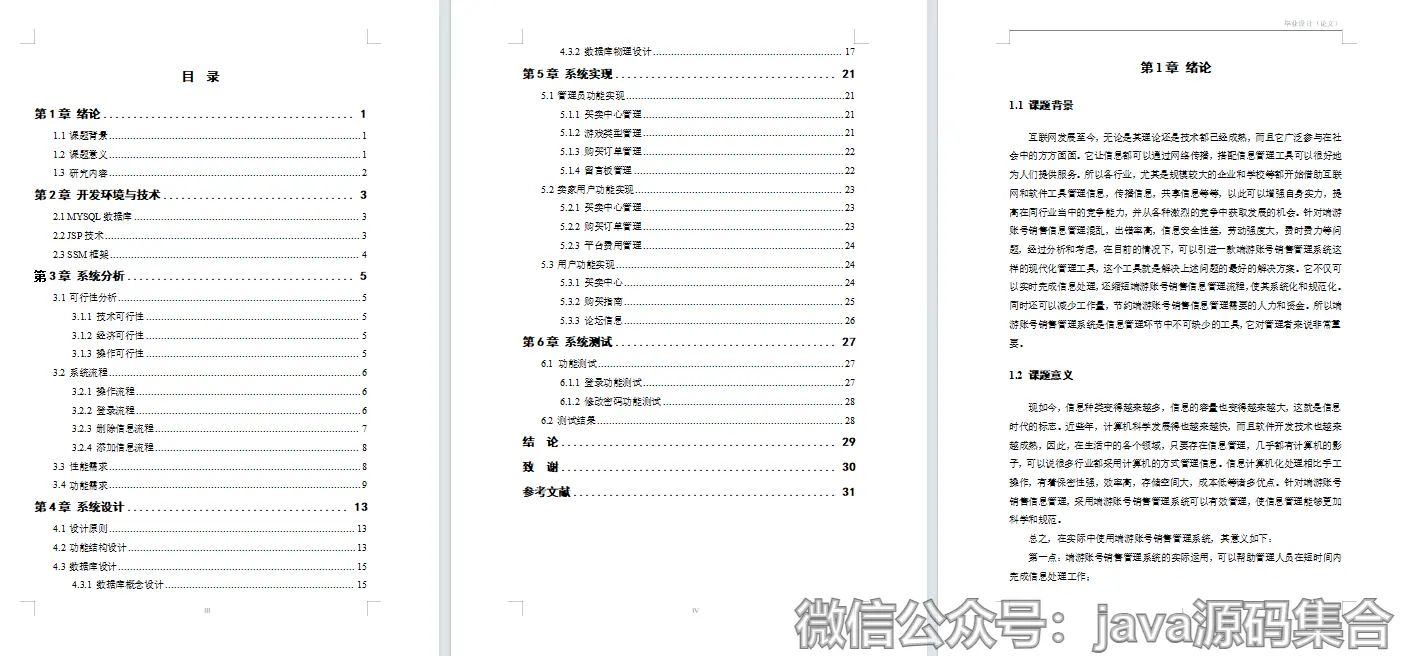 目 录
第1章 绪论 1
1.1 课题背景 1
1.2 课题意义 1
1.3 研究内容 2
第2章 开发环境与技术 3
2.1 MYSQL 数据库 3
2.2 JSP 技术 3
2.3 SSM 框架 4
第3章 系统分析 5
3.1 可行性分析 5
3.1.1 技术可行性 5
3.1.2 经济可行性 5
3.1.3 操作可行性 5
3.2 系统流程 6
3.2.1 操作流程 6
3.2.2 登录流程 6
3.2.3 删除信息流程 7
3.2.4 添加信息流程 8
3.3 性能需求 8
3.4 功能需求 9
第4章 系统设计 13
4.1 设计原则 13
4.2 功能结构设计 13
4.3 数据库设计 15
4.3.1 数据库概念设计 15
III
4.3.2 数据库物理设计 17
第5章 系统实现 21
5.1 管理员功能实现 21
5.1.1 买卖中心管理 21
5.1.2 游戏类型管理 21
5.1.3 购买订单管理 22
5.1.4 留言板管理 22
5.2 卖家用户功能实现 23
5.2.1 买卖中心管理 23
5.2.2 购买订单管理 23
5.2.3 平台费用管理 24
5.3 用户功能实现 24
5.3.1 买卖中心 24
5.3.2 购买指南 25
5.3.3 论坛信息 26
第6章 系统测试 27
6.1 功能测试 27
6.1.1 登录功能测试 27
6.1.2 修改密码功能测试 28
6.2 测试结果 28
结 论 29
致 谢 30
参考文献 31
IV
毕业设计（论文）
第1章 绪论
1.1 课题背景
互联网发展至今，无论是其理论还是技术都已经成熟，而且它广泛参与在社
会中的方方面面。它让信息都可以通过网络传播，搭配信息管理工具可以很好地
为人们提供服务。所以各行业，尤其是规模较大的企业和学校等都开始借助互联
网和软件工具管理信息，传播信息，共享信息等等，以此可以增强自身实力，提
高在同行业当中的竞争能力，并从各种激烈的竞争中获取发展的机会。针对端游
账号销售信息管理混乱，出错率高，信息安全性差，劳动强度大，费时费力等问
题，经过分析和考虑，在目前的情况下，可以引进一款端游账号销售管理系统这
样的现代化管理工具，这个工具就是解决上述问题的最好的解决方案。它不仅可
以实时完成信息处理，还缩短端游账号销售信息管理流程，使其系统化和规范化。
同时还可以减少工作量，节约端游账号销售信息管理需要的人力和资金。所以端
游账号销售管理系统是信息管理环节中不可缺少的工具，它对管理者来说非常重
要。
1.2 课题意义
现如今，信息种类变得越来越多，信息的容量也变得越来越大，这就是信息
时代的标志。近些年，计算机科学发展得也越来越快，而且软件开发技术也越来
越成熟，因此，在生活中的各个领域，只要存在信息管理，几乎都有计算机的影
子，可以说很多行业都采用计算机的方式管理信息。信息计算机化处理相比手工
操作，有着保密性强，效率高，存储空间大，成本低等诸多优点。针对端游账号
销售信息管理，采用端游账号销售管理系统可以有效管理，使信息管理能够更加
科学和规范。
总之，在实际中使用端游账号销售管理系统，其意义如下：
第一点：端游账号销售管理系统的实际运用，可以帮助管理人员在短时间内
完成信息处理工作；
微信公众号：java源码集合